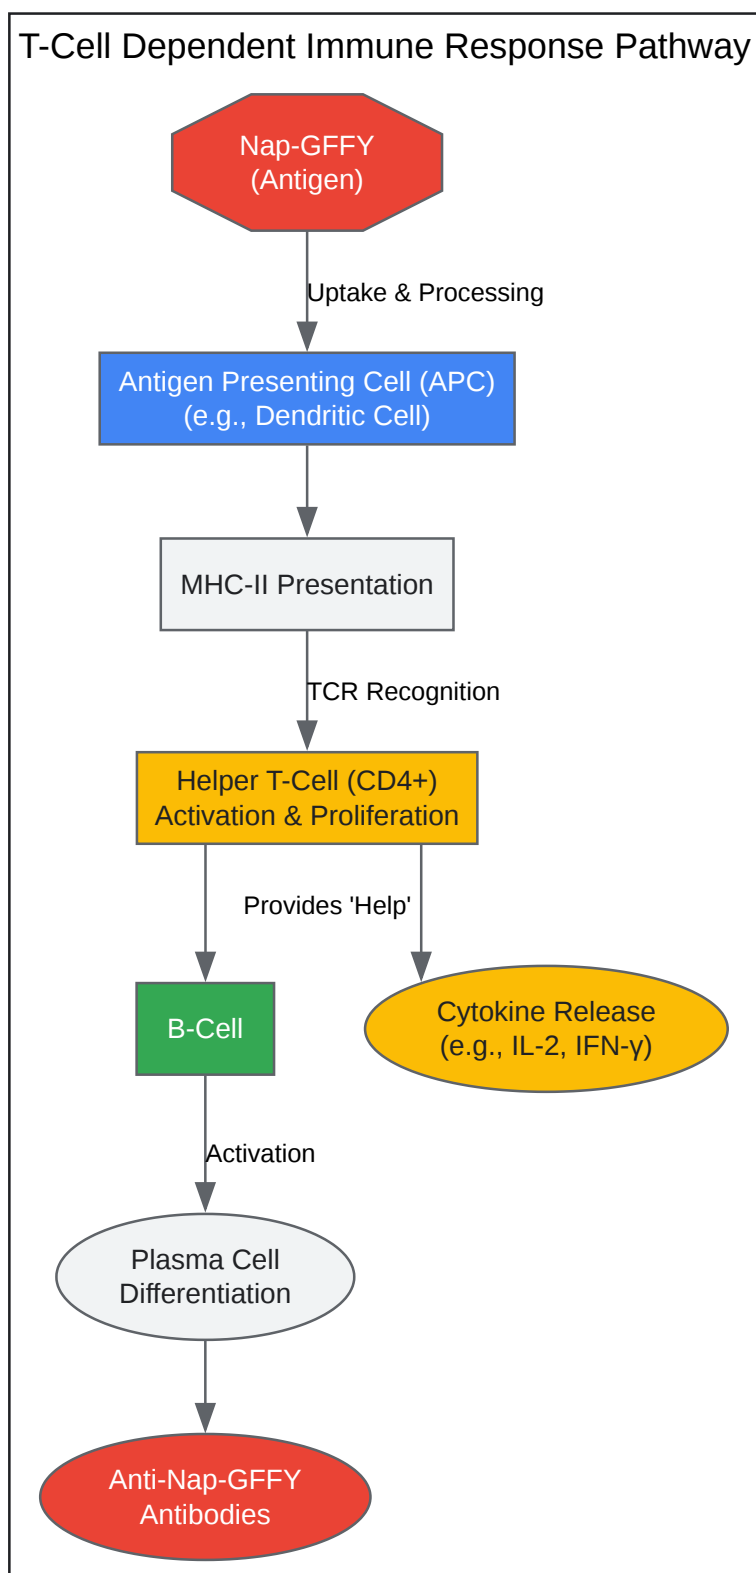 T-Cell Dependent Immune Response Pathway
Nap-GFFY
(Antigen)
Uptake & Processing
Antigen Presenting Cell (APC)
(e.g., Dendritic Cell)
MHC-II Presentation
TCR Recognition
Helper T-Cell (CD4+)
Activation & Proliferation
Provides 'Help'
B-Cell
Cytokine Release
(e.g., IL-2, IFN-γ)
Activation
Plasma Cell
Differentiation
Anti-Nap-GFFY
Antibodies